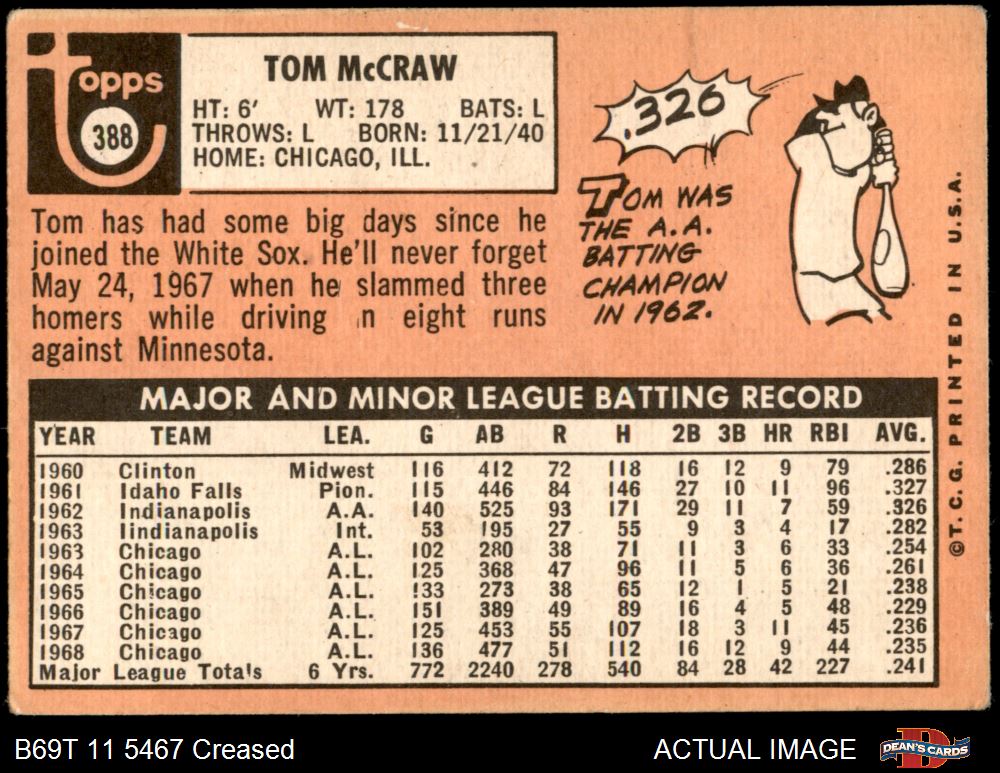 Topps
388
TOM McCRAW
HT: 6' WT: 178 BATS: L
THROWS: L BORN: 11/21/40
HOME: CHICAGO, ILL.
Tom has had some big days since he
joined the White Sox. He'll never forget
May 24, 1967 when he slammed three
homers while driving in eight runs
against Minnesota.
.326
TOM WAS
THE A.A.
BATTING
CHAMPION
IN 1962.
MAJOR AND MINOR LEAGUE BATTING RECORD
YEAR TEAM LEA. G AB R H 2B 3B HR RBI AVG.
1960 Clinton Midwest 116 412 72 118 16 12 9 79 .286
1961 Idaho Falls Pion. 115 446 84 146 27 10 11 96 .327
1962 Indianapolis A.A. 140 525 93 171 29 11 7 59 .326
1963 Iindianapolis Int. 53 195 27 55 9 3 4 17 .282
1963 Chicago A.L. 102 280 38 71 11 3 6 33 .254
1964 Chicago A.L. 125 368 47 96 11 5 6 36 .261
1965 Chicago A.L. 133 273 38 65 12 1 5 21 .238
1966 Chicago A.L. 151 389 49 89 16 4 5 48 .229
1967 Chicago A.L. 125 453 55 107 18 3 11 45 .236
1968 Chicago A.L. 136 477 51 112 16 12 9 44 .235
Major League Totals 6 Yrs. 772 2240 278 540 84 28 42 227 .241
©T.C.G. PRINTED IN U.S.A.
B69T 11 5467 Creased
ACTUAL IMAGE
DEAN'S CARDS